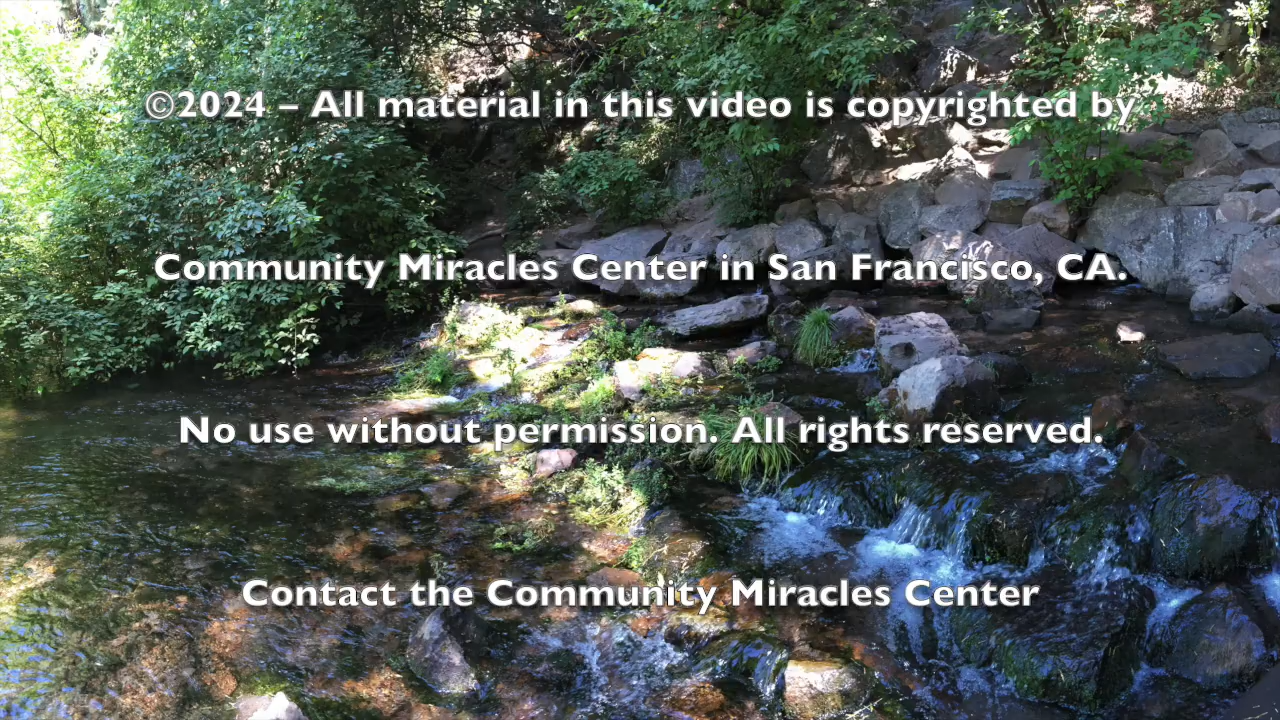 ©2024 – All material in this video is copyrighted by
Community Miracles Center in San Francisco, CA.
No use without permission. All rights reserved.
Contact the Community Miracles Center